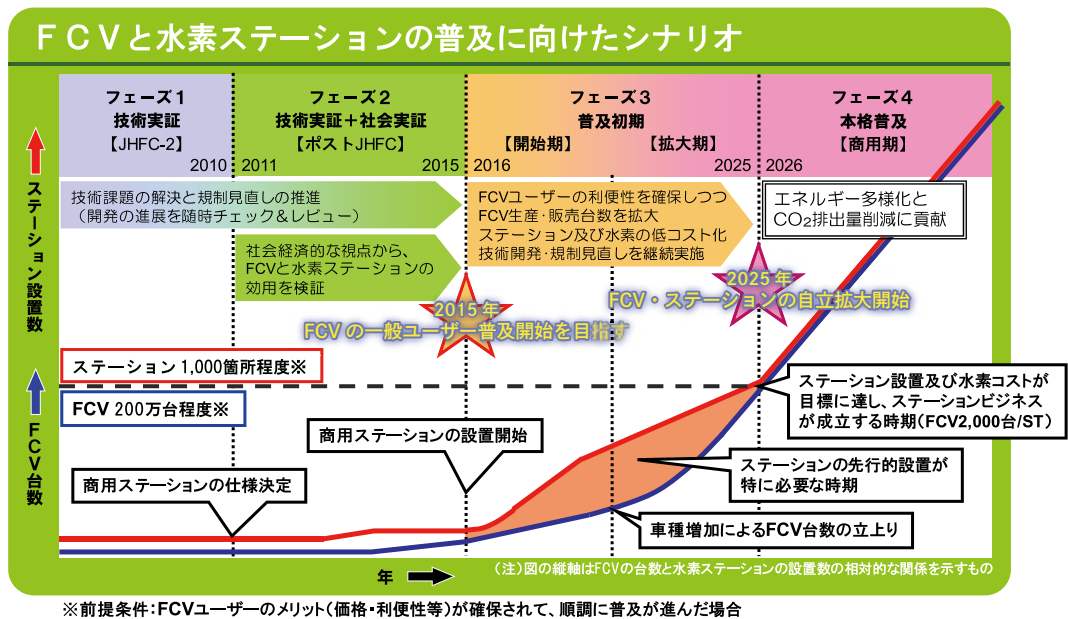 FCVと水素ステーションの普及に向けたシナリオ
フェーズ1
技術実証
【JHFC-2】
2010
フェーズ2
技術実証＋社会実証
【ポストJHFC】
2011
2015
フェーズ3
普及初期
【開始期】
【拡大期】
2016
2025
フェーズ4
本格普及
【商用期】
2026
ステーション設置数
FCV台数
技術課題の解決と規制見直しの推進
（開発の進展を随時チェック＆レビュー）
社会経済的な視点から、
FCVと水素ステーションの
効用を検証
FCVユーザーの利便性を確保しつつ
FCV生産・販売台数を拡大
ステーション及び水素の低コスト化
技術開発・規制見直しを継続実施
エネルギー多様化と
CO2排出量削減に貢献
2015年
FCVの一般ユーザー普及開始を目指す
2025年
FCV・ステーションの自立拡大開始
ステーション 1,000箇所程度※
FCV 200万台程度※
商用ステーションの仕様決定
商用ステーションの設置開始
ステーション設置及び水素コストが
目標に達し、ステーションビジネス
が成立する時期（FCV2,000台/ST）
ステーションの先行的設置が
特に必要な時期
車種増加によるFCV台数の立上り
年
（注）図の縦軸はFCVの台数と水素ステーションの設置数の相対的な関係を示すもの
※前提条件：FCVユーザーのメリット（価格・利便性等）が確保されて、順調に普及が進んだ場合